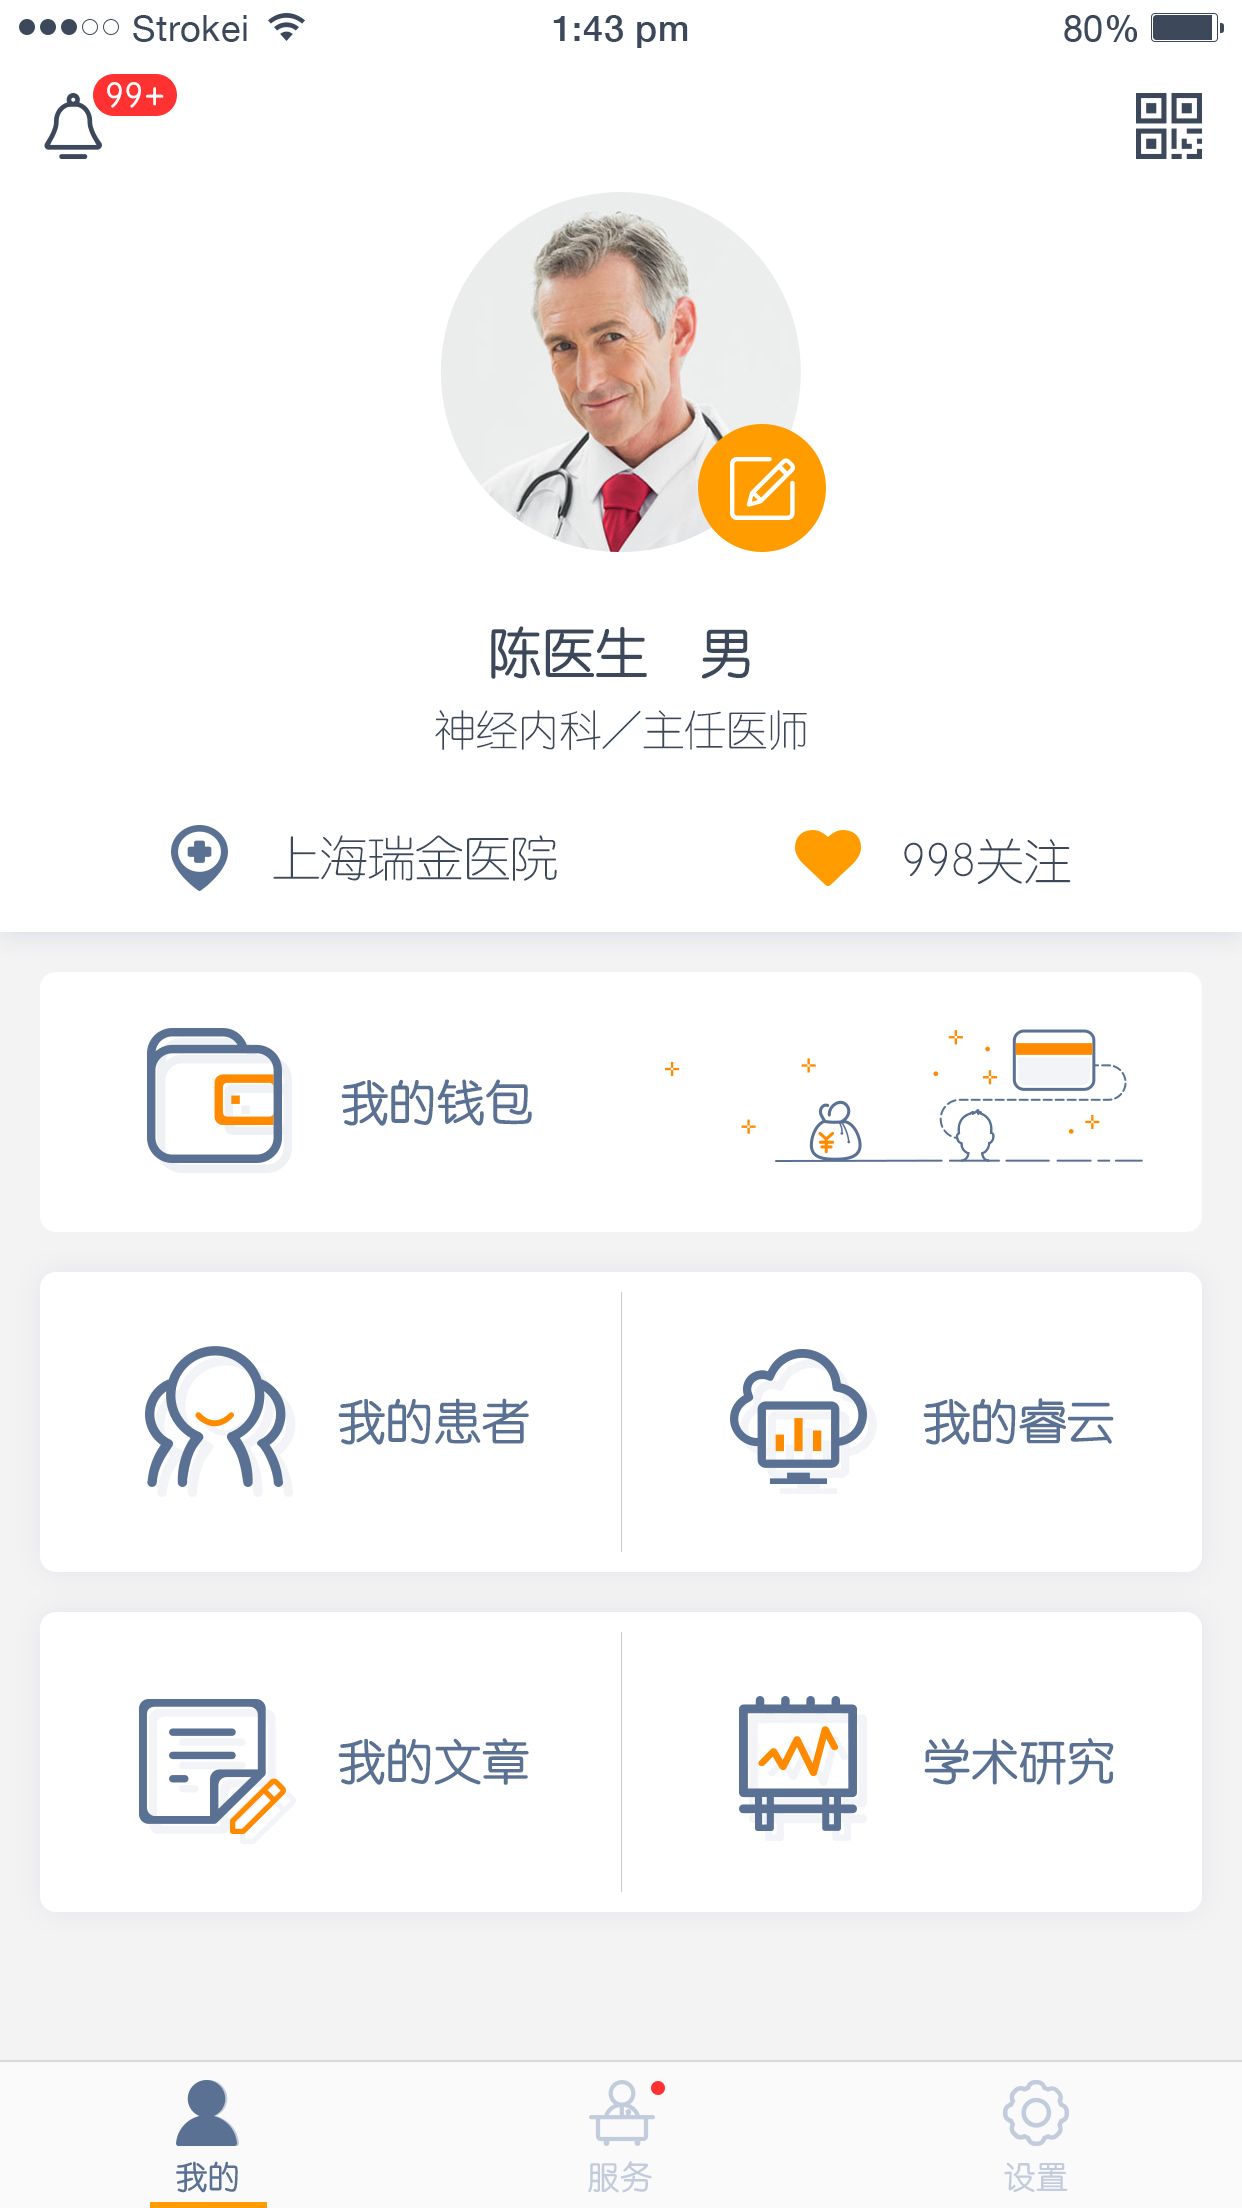 Strokei 1:43 pm 80%
99+
陈医生 男
神经内科／主任医师
上海瑞金医院 998关注
我的钱包
¥
我的患者 我的睿云
我的文章 学术研究
我的 服务 设置